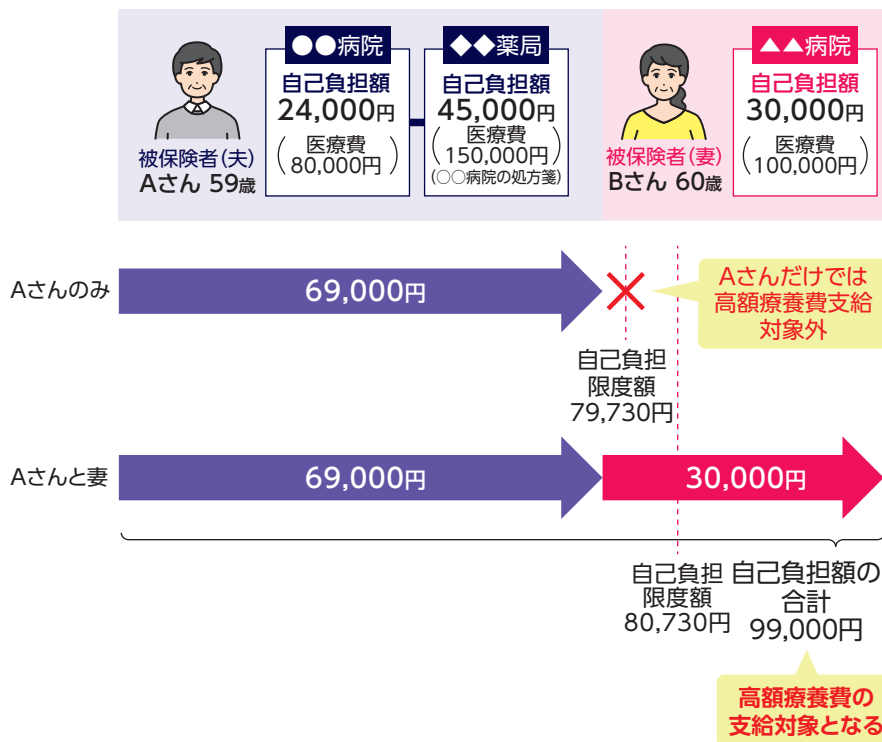 ●●病院
自己負担額
24,000円
(医療費
80,000円)
◆◆薬局
自己負担額
45,000円
(医療費
150,000円)
(○○病院の処方箋)
被保険者(夫)
Aさん 59歳
▲▲病院
自己負担額
30,000円
(医療費
100,000円)
被保険者(妻)
Bさん 60歳
Aさんのみ
69,000円
Aさんだけでは
高額療養費支給
対象外
自己負担
限度額
79,730円
Aさんと妻
69,000円
30,000円
自己負担
限度額
80,730円
自己負担額の
合計
99,000円
高額療養費の
支給対象となる